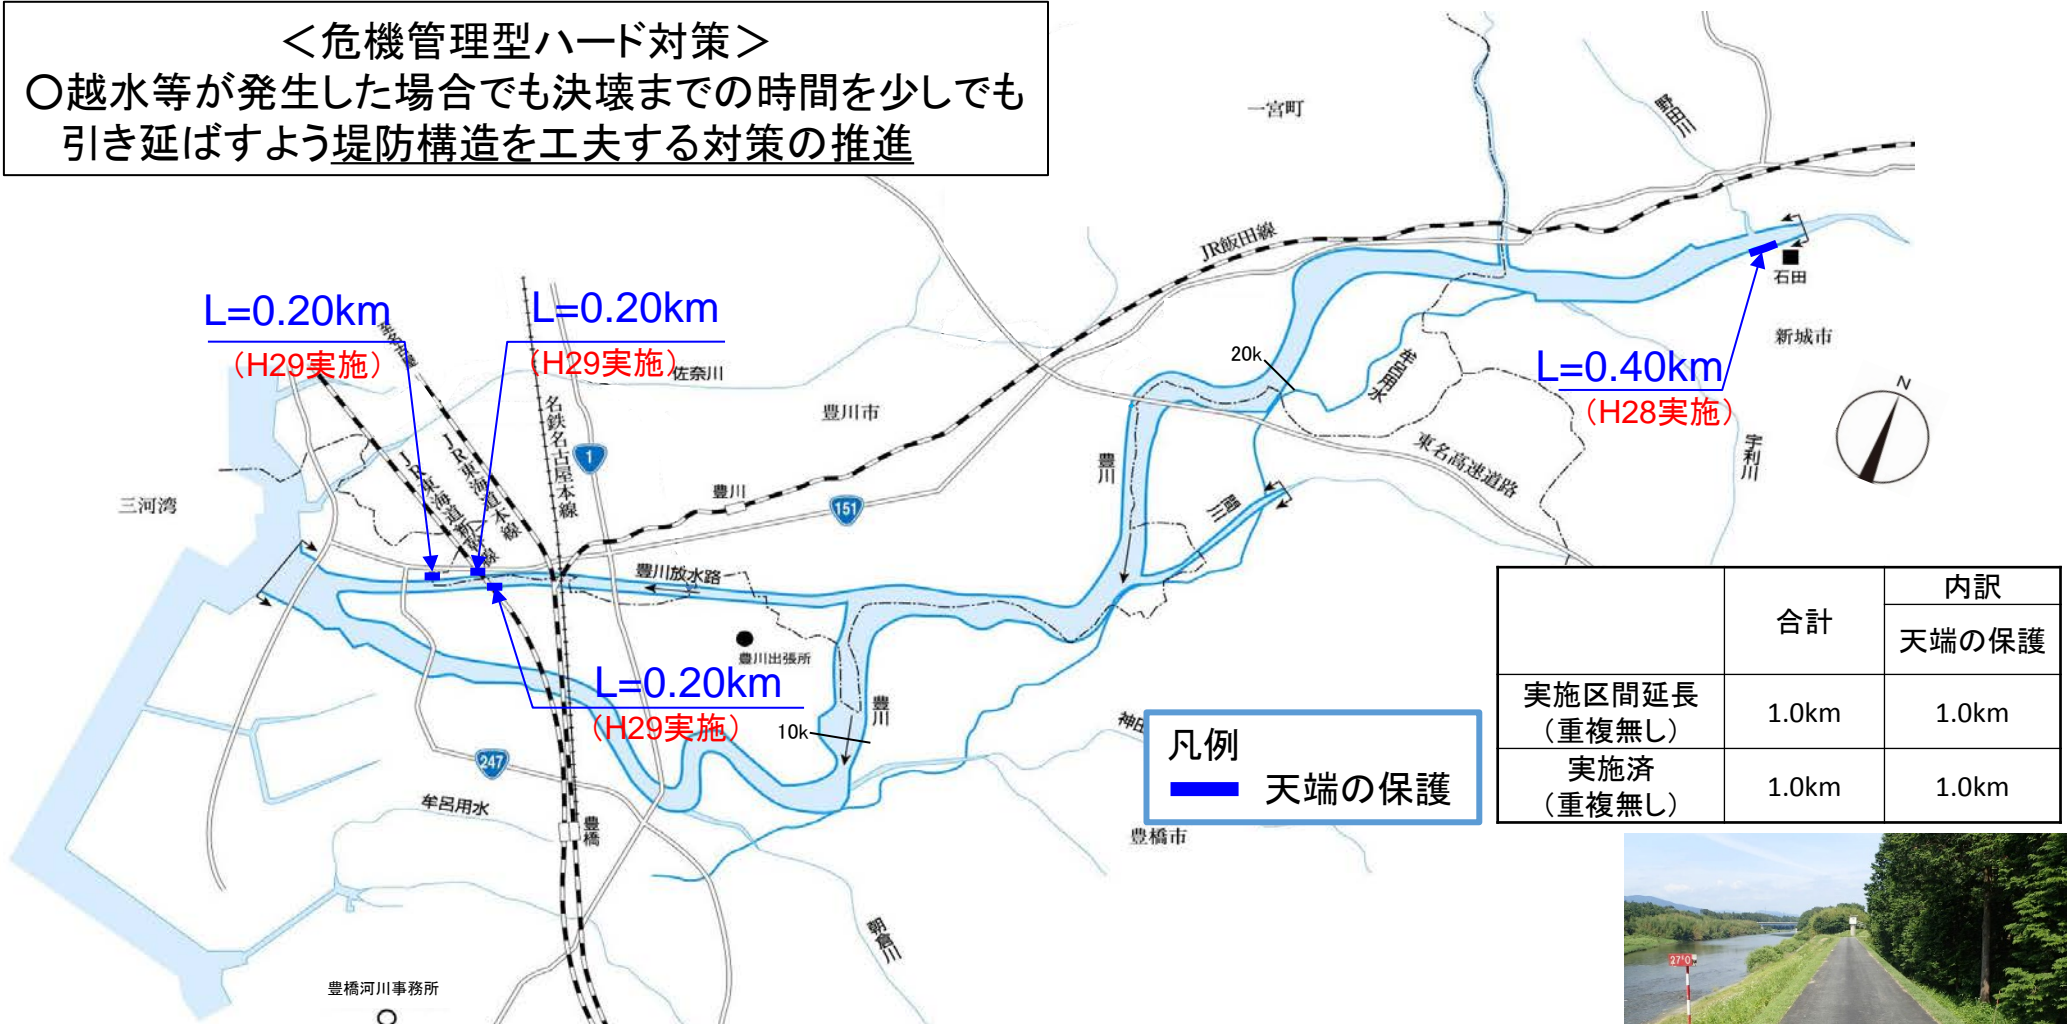 ＜危機管理型ハード対策＞
〇越水等が発生した場合でも決壊までの時間を少しでも
引き延ばすよう堤防構造を工夫する対策の推進
一宮町
野田川
JR飯田線
石田
新城市
L=0.20km
（H29実施）
L=0.20km
（H29実施）
L=0.40km
（H28実施）
N
佐奈川
20k
牟呂用水
豊川市
名鉄名古屋本線
1
JR東海道本線
豊川
東名高速道路
宇利川
三河湾
豊川
151
間川
豊川放水路
豊川出張所
L=0.20km
（H29実施）
豊川
10k
247
牟呂用水
豊橋
豊橋市
朝倉川
豊橋河川事務所
凡例
天端の保護
合計
内訳
天端の保護
実施区間延長
（重複無し）
1.0km
1.0km
実施済
（重複無し）
1.0km
1.0km